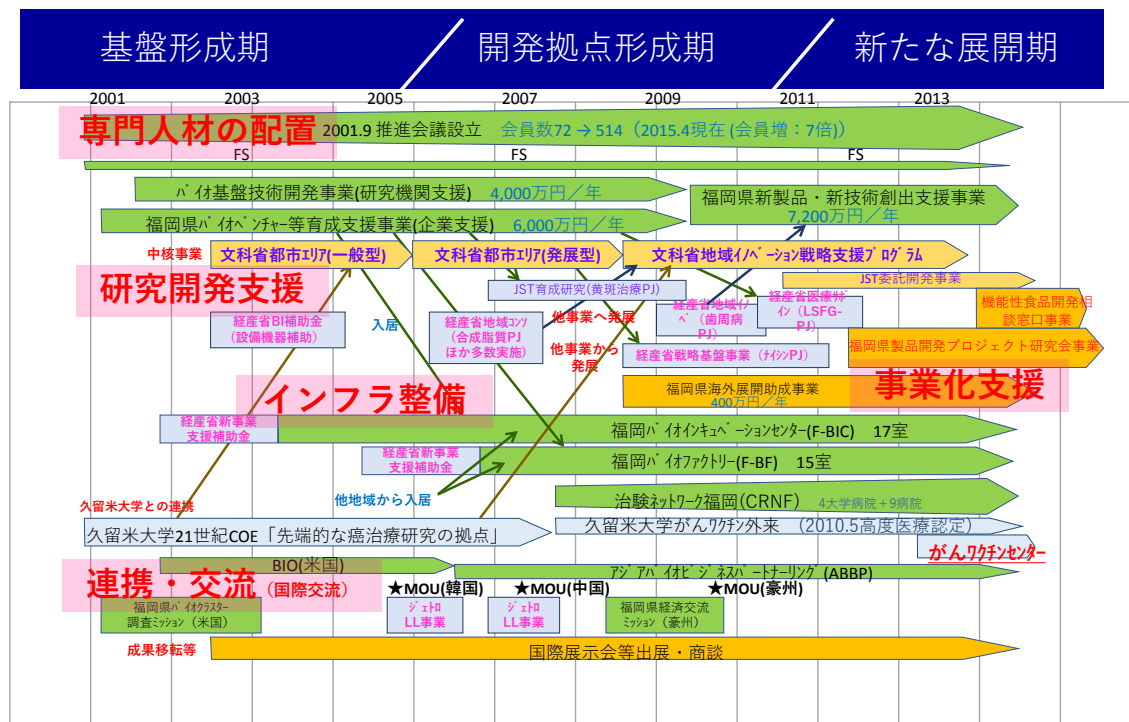 基盤形成期
開発拠点形成期
新たな展開期
2001
2003
2005
2007
2009
2011
2013
専門人材の配置
2001.9 推進会議設立 会員数72 → 514（2015.4現在 (会員増：7倍)）
FS
FS
FS
ﾊﾞｲｵ基盤技術開発事業(研究機関支援) 4,000万円／年
福岡県新製品・新技術創出支援事業
7,200万円／年
福岡県ﾊﾞｲｵﾍﾞﾝﾁｬｰ等育成支援事業(企業支援) 6,000万円／年
中核事業
文科省都市ｴﾘｱ(一般型)
文科省都市ｴﾘｱ(発展型)
文科省地域ｲﾉﾍﾞｰｼｮﾝ戦略支援ﾌﾟﾛｸﾞﾗﾑ
研究開発支援
JST育成研究(黄斑治療PJ)
JST委託開発事業
経産省BI補助金
(設備機器補助)
入居
経産省地域ｺﾝｿ
(合成脂質PJ
ほか多数実施)
他事業へ発展
他事業から
発展
経産省地域ｲﾉ
ﾍﾞ（歯周病
PJ）
経産省医療ｻﾎﾟ
ｲﾝ（LSFG-
PJ）
機能性食品開発相
談窓口事業
経産省戦略基盤事業（ﾅｲｼﾝPJ）
福岡県製品開発プロジェクト研究会事業
インフラ整備
福岡県海外展開助成事業
400万円／年
事業化支援
経産省新事業
支援補助金
福岡ﾊﾞｲｵｲﾝｷｭﾍﾞｰｼｮﾝｾﾝﾀｰ(F-BIC) 17室
経産省新事業
支援補助金
福岡ﾊﾞｲｵﾌｧｸﾄﾘｰ(F-BF) 15室
他地域から入居
治験ネットワーク福岡(CRNF) 4大学病院＋9病院
久留米大学との連携
久留米大学21世紀COE「先端的な癌治療研究の拠点」
久留米大学がんワクチン外来 （2010.5高度医療認定）
がんﾜｸﾁﾝｾﾝﾀｰ
BIO(米国)
ｱｼﾞｱﾊﾞｲｵﾋﾞｼﾞﾈｽﾊﾟｰﾄﾅｰﾘﾝｸﾞ(ABBP)
連携・交流（国際交流）
★MOU(韓国)
★MOU(中国)
★MOU(豪州)
福岡県ﾊﾞｲｵｸﾗｽﾀｰ
調査ﾐｯｼｮﾝ（米国）
ｼﾞｪﾄﾛ
LL事業
ｼﾞｪﾄﾛ
LL事業
福岡県経済交流
ﾐｯｼｮﾝ（豪州）
成果移転等
国際展示会等出展・商談